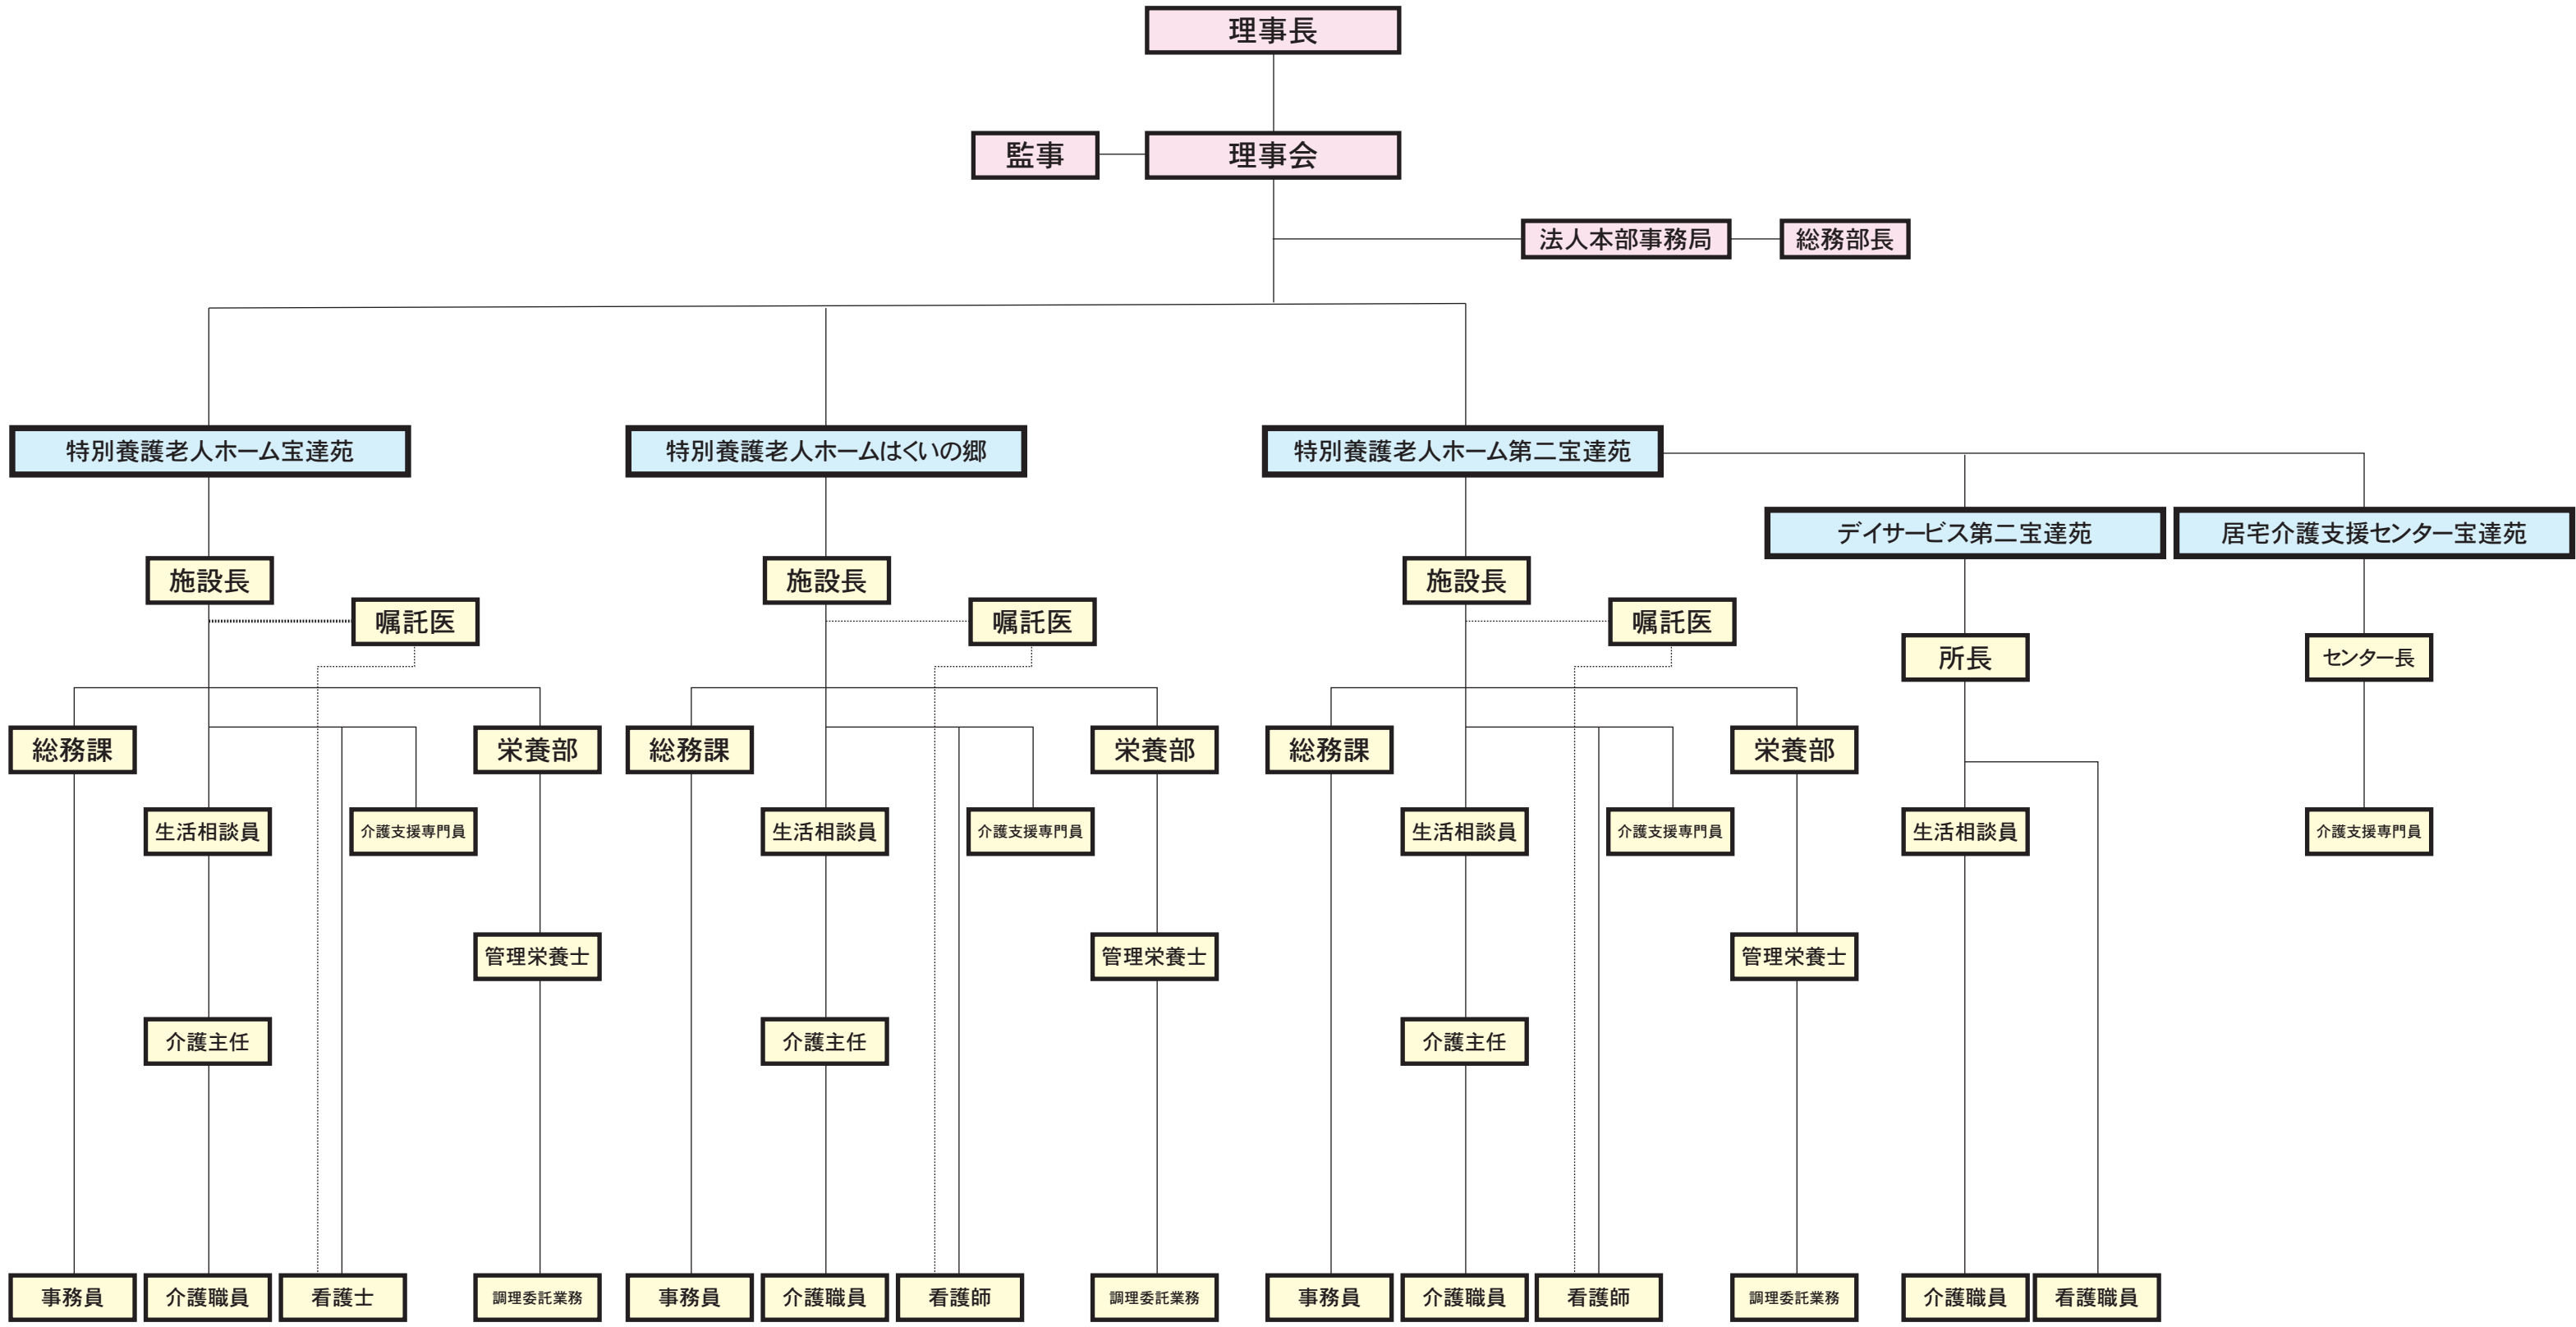 理事長
監事
理事会
法人本部事務局
総務部長
特別養護老人ホーム宝達苑
特別養護老人ホームはくいの郷
特別養護老人ホーム第二宝達苑
デイサービス第二宝達苑
居宅介護支援センター宝達苑
施設長
嘱託医
施設長
嘱託医
施設長
嘱託医
所長
センター長
総務課
栄養部
総務課
栄養部
総務課
栄養部
生活相談員
介護支援専門員
生活相談員
介護支援専門員
生活相談員
介護支援専門員
生活相談員
介護支援専門員
管理栄養士
管理栄養士
管理栄養士
介護主任
介護主任
介護主任
事務員
介護職員
看護士
調理委託業務
事務員
介護職員
看護師
調理委託業務
事務員
介護職員
看護師
調理委託業務
介護職員
看護職員